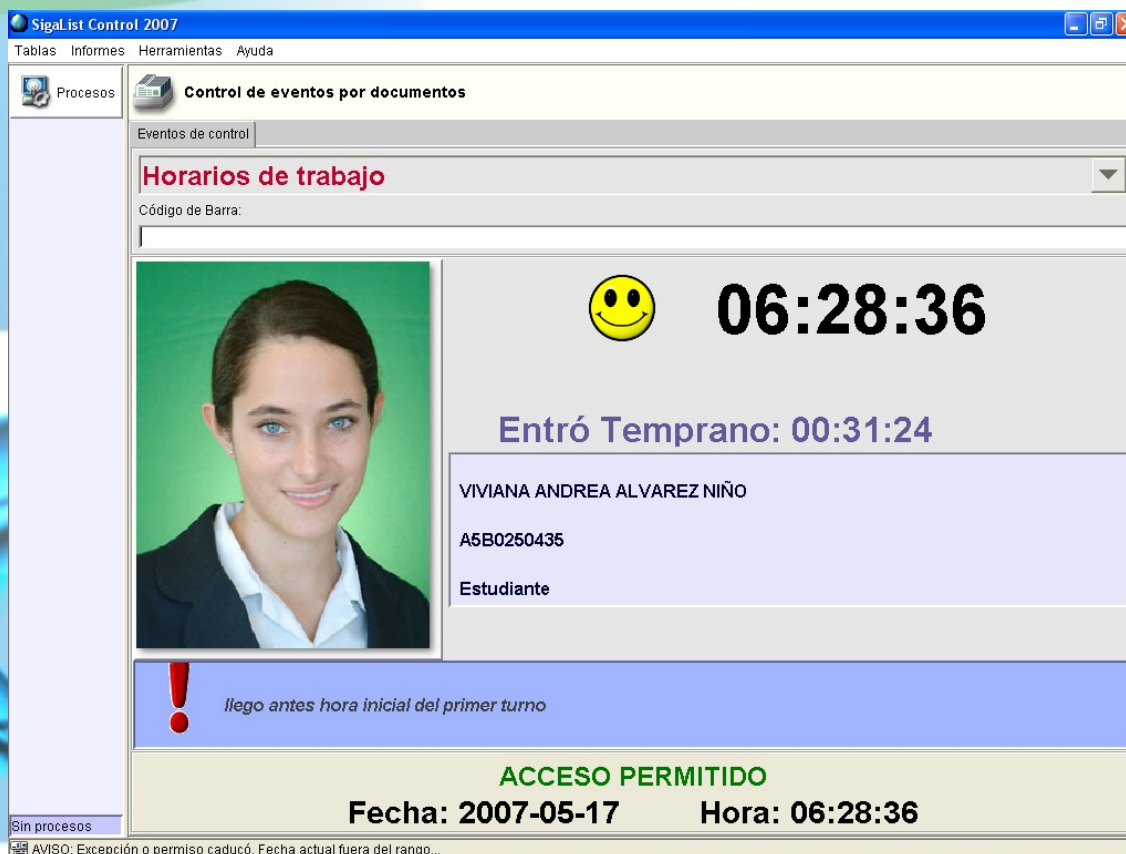 SigaList Control 2007
Tablas Informes Herramientas Ayuda
Procesos
Control de eventos por documentos
Eventos de control
Horarios de trabajo
Código de Barra:
06:28:36
Entró Temprano: 00:31:24
VIVIANA ANDREA ALVAREZ NIÑO
A5B0250435
Estudiante
llego antes hora inicial del primer turno
ACCESO PERMITIDO
Fecha: 2007-05-17 Hora: 06:28:36
Sin procesos
AVISO: Excepción o permiso caducó. Fecha actual fuera del rango...